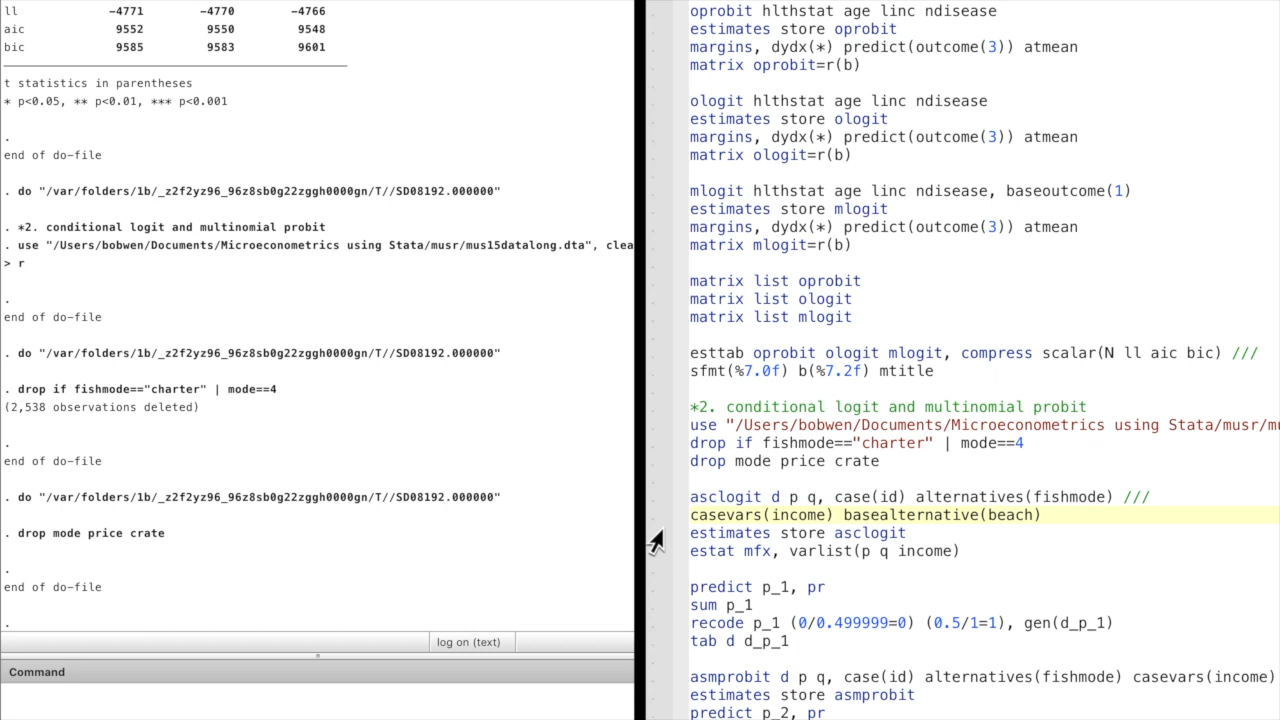 ll -4771 -4770 -4766
aic 9552 9550 9548
bic 9585 9583 9601
t statistics in parentheses
* p<0.05, ** p<0.01, *** p<0.001
.
end of do-file
. do "/var/folders/1b/_z2f2yz96_96z8sb0g22zggh0000gn/T//SD08192.000000"
. *2. conditional logit and multinomial probit
. use "/Users/bobwen/Documents/Microeconometrics using Stata/musr/mus15datalong.dta", clea
> r
.
end of do-file
. do "/var/folders/1b/_z2f2yz96_96z8sb0g22zggh0000gn/T//SD08192.000000"
. drop if fishmode=="charter" | mode==4
(2,538 observations deleted)
.
end of do-file
. do "/var/folders/1b/_z2f2yz96_96z8sb0g22zggh0000gn/T//SD08192.000000"
. drop mode price crate
.
end of do-file
.
log on (text)
Command
oprobit hlthstat age linc ndisease
estimates store oprobit
margins, dydx(*) predict(outcome(3)) atmean
matrix oprobit=r(b)
ologit hlthstat age linc ndisease
estimates store ologit
margins, dydx(*) predict(outcome(3)) atmean
matrix ologit=r(b)
mlogit hlthstat age linc ndisease, baseoutcome(1)
estimates store mlogit
margins, dydx(*) predict(outcome(3)) atmean
matrix mlogit=r(b)
matrix list oprobit
matrix list ologit
matrix list mlogit
esttab oprobit ologit mlogit, compress scalar(N ll aic bic) ///
sfmt(%7.0f) b(%7.2f) mtitle
*2. conditional logit and multinomial probit
use "/Users/bobwen/Documents/Microeconometrics using Stata/musr/mu
drop if fishmode=="charter" | mode==4
drop mode price crate
asclogit d p q, case(id) alternatives(fishmode) ///
casevars(income) basealternative(beach)
estimates store asclogit
estat mfx, varlist(p q income)
predict p_1, pr
sum p_1
recode p_1 (0/0.499999=0) (0.5/1=1), gen(d_p_1)
tab d d_p_1
asmprobit d p q, case(id) alternatives(fishmode) casevars(income)
estimates store asmprobit
predict p_2, pr